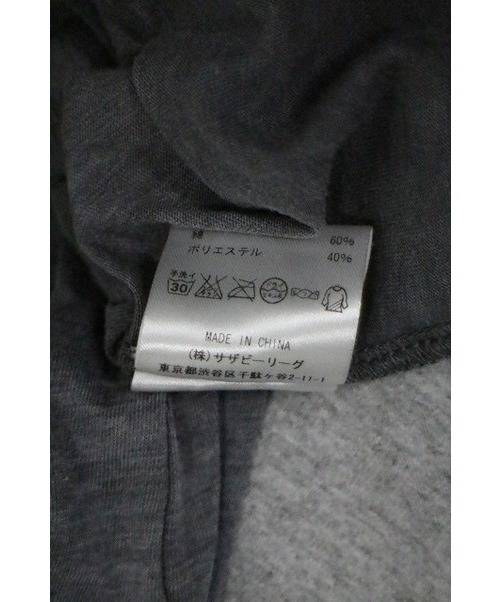 綿 60%
ポリエステル 40%
手洗イ
30
MADE IN CHINA
(株)サザビーリーグ
東京都渋谷区千駄ヶ谷2-11-1